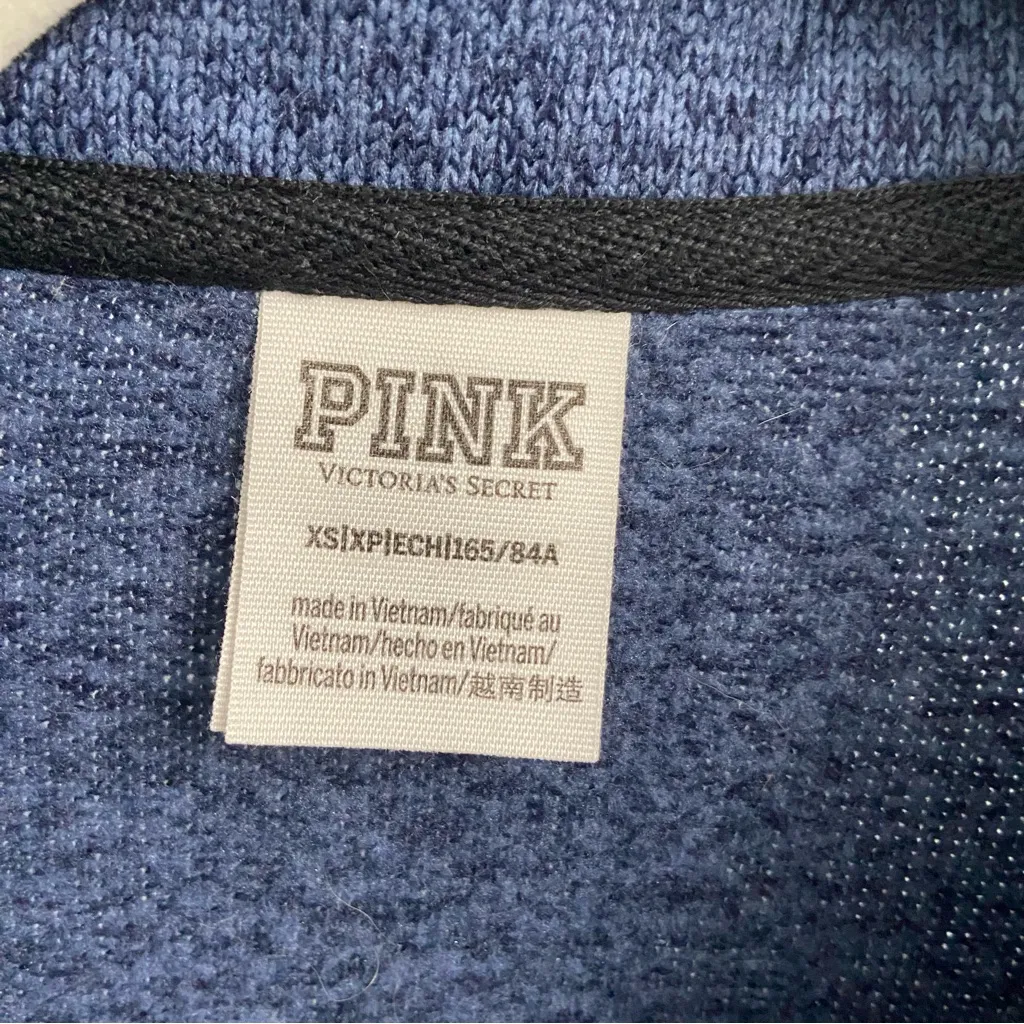 PINK
VICTORIA'S SECRET
XS|XP|ECH|165/84A
made in Vietnam/fabriqué au
Vietnam/hecho en Vietnam/
fabbricato in Vietnam/越南制造